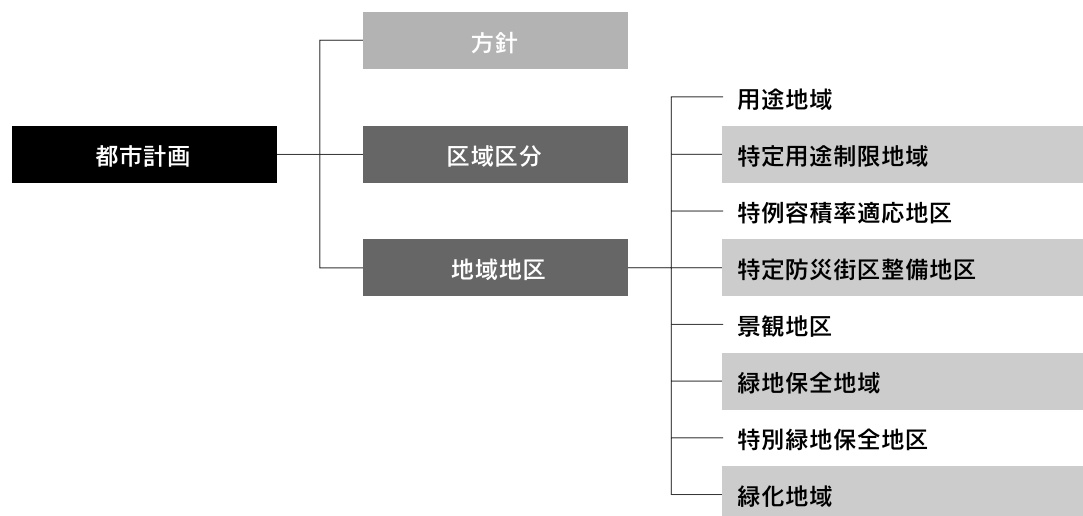 方針
都市計画
区域区分
地域地区
用途地域
特定用途制限地域
特例容積率適応地区
特定防災街区整備地区
景観地区
緑地保全地域
特別緑地保全地区
緑化地域